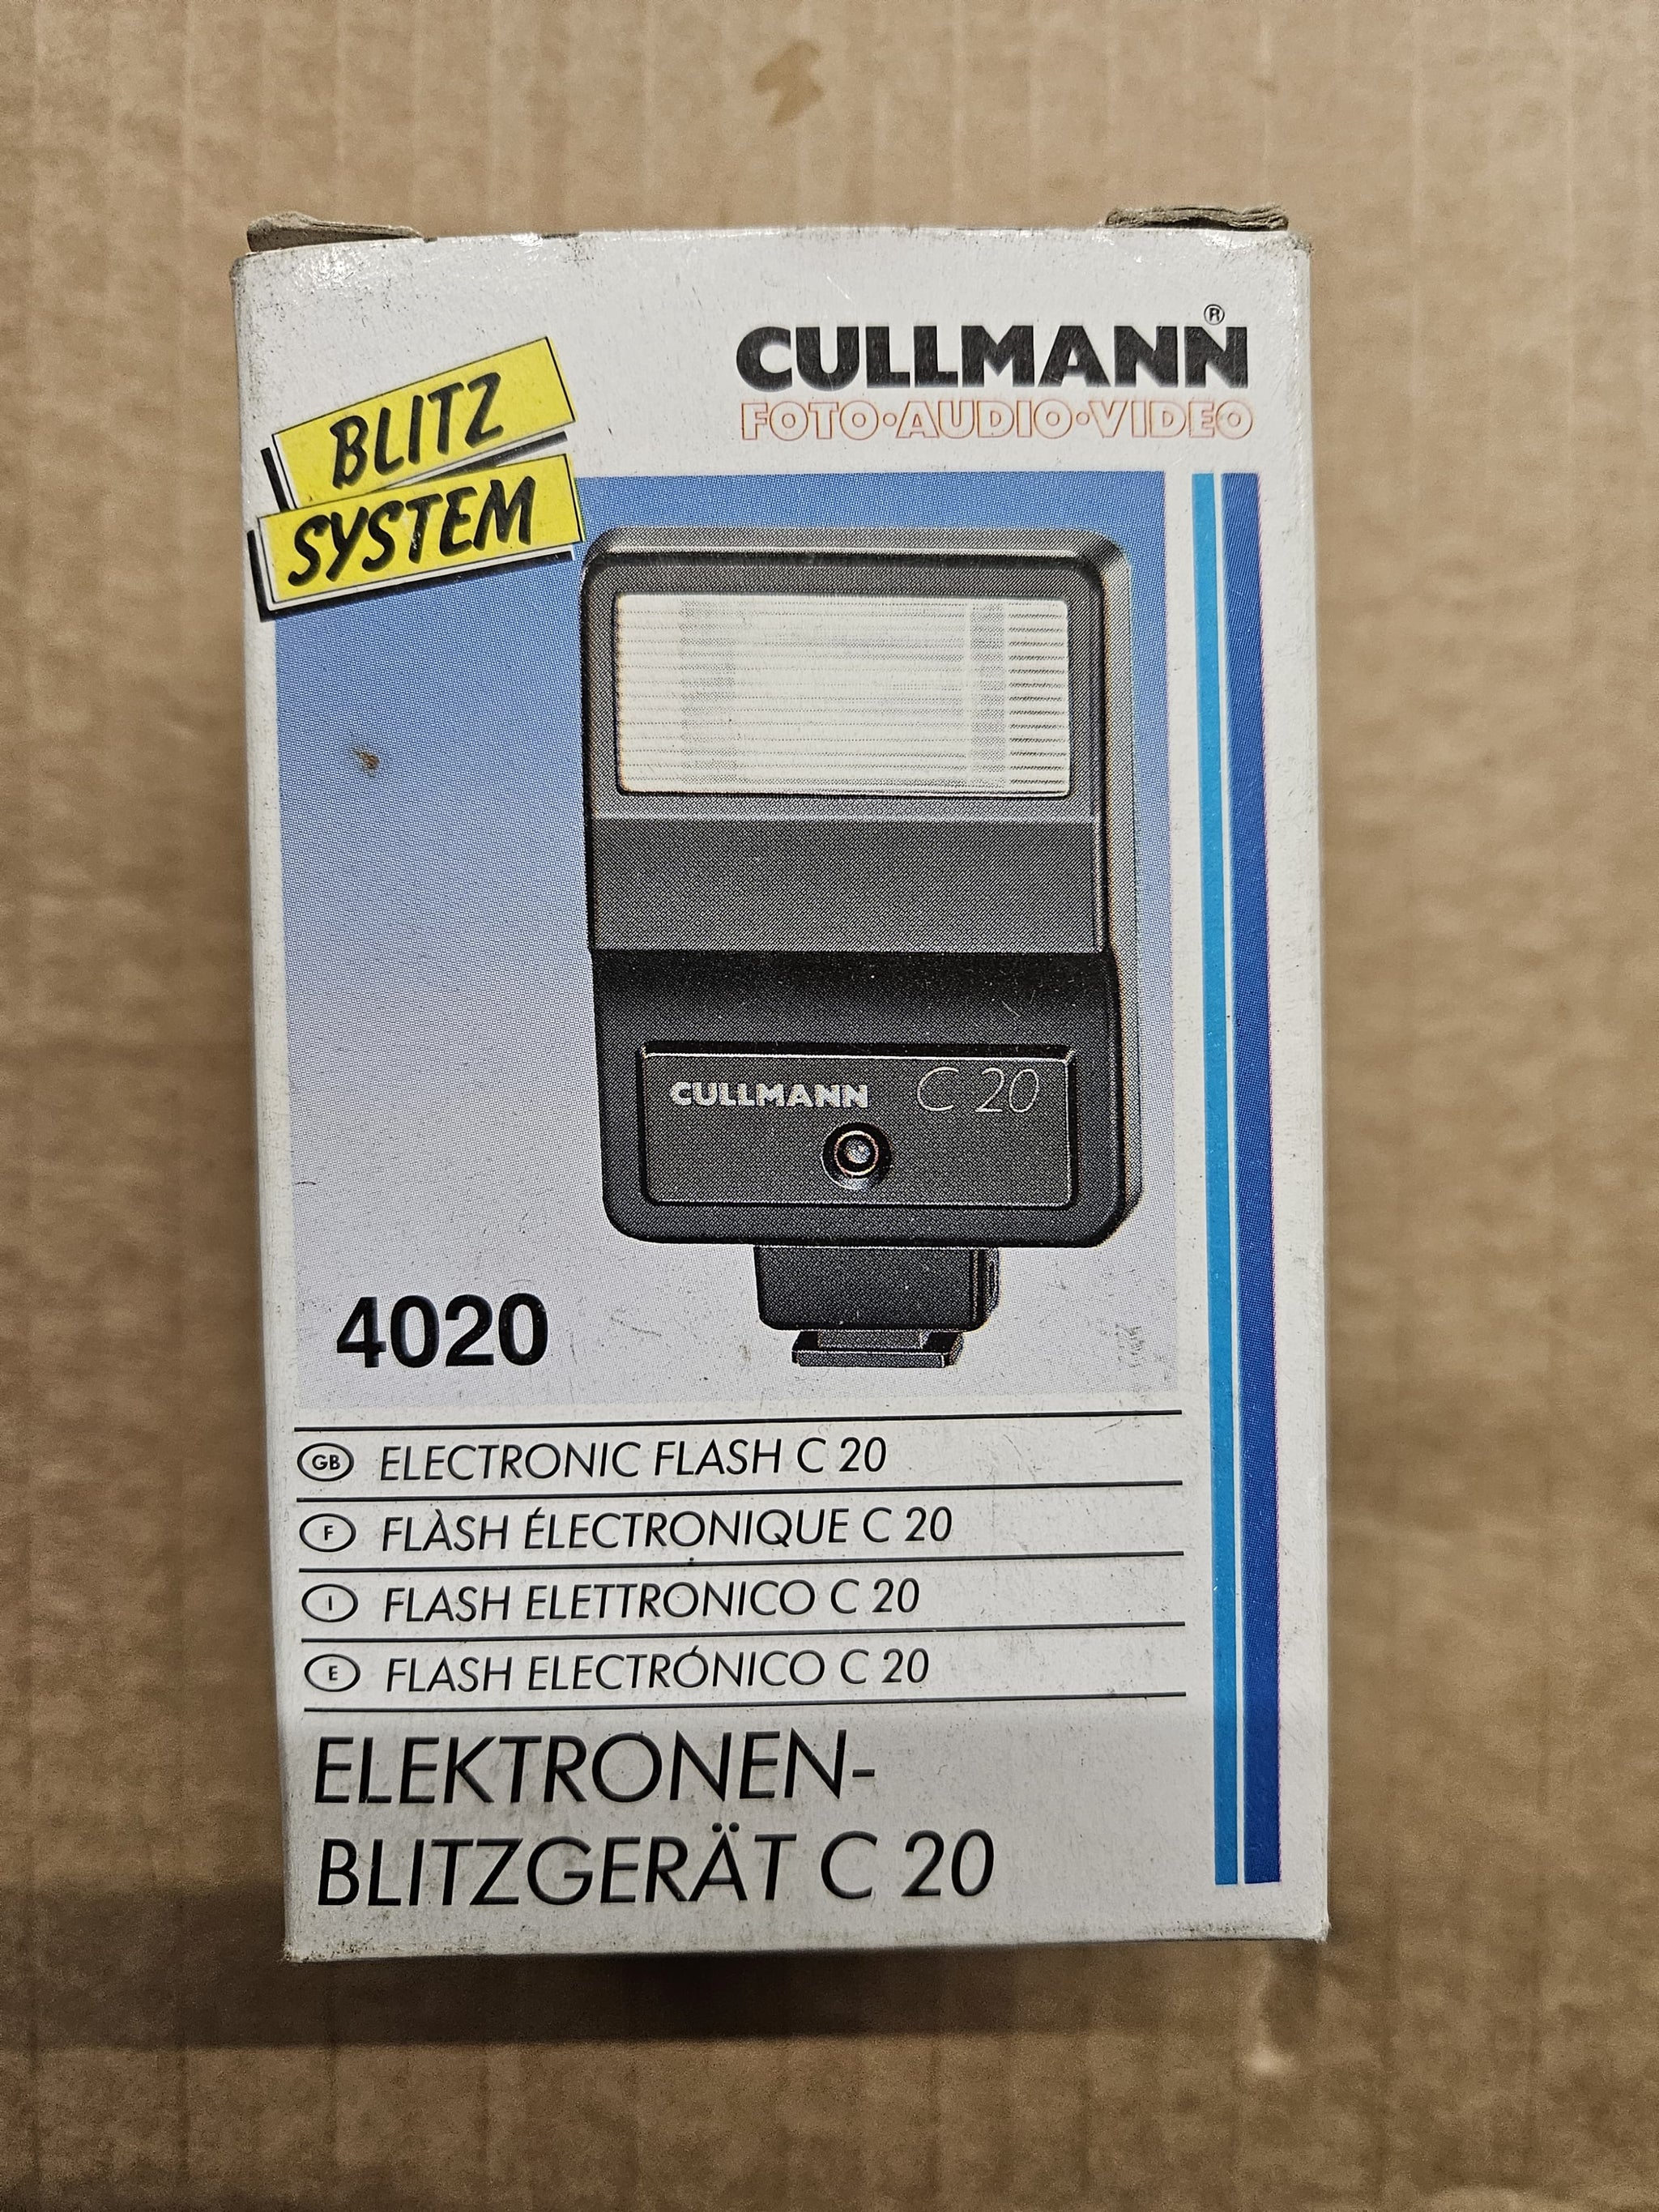 CULLMANN®
FOTO•AUDIO•VIDEO
BLITZ
SYSTEM
CULLMANN C 20
4020
GB ELECTRONIC FLASH C 20
F FLÀSH ÉLECTRONIQUE C 20
I FLASH ELETTRONICO C 20
E FLASH ELECTRÓNICO C 20
ELEKTRONEN-
BLITZGERÄT C 20